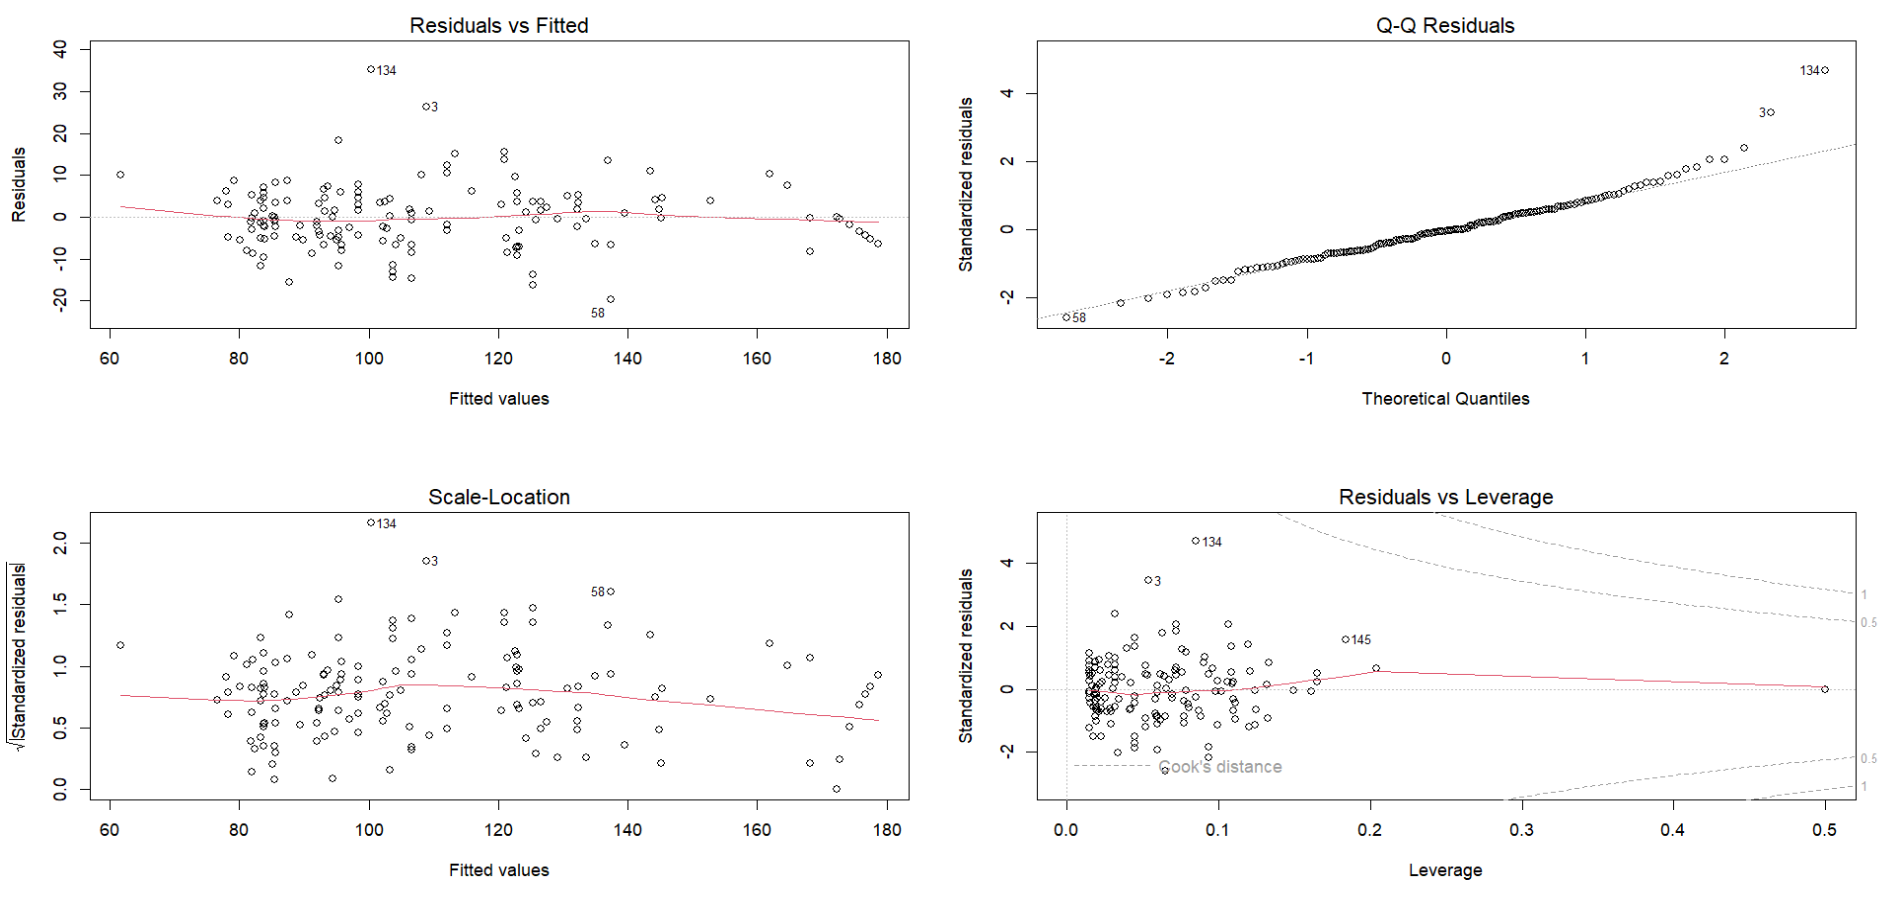 Residuals vs Fitted
Residuals
40
30
20
10
0
-10
-20
134
3
58
60 80 100 120 140 160 180
Fitted values
Q-Q Residuals
Standardized residuals
4
2
0
-2
134
3
58
-2 -1 0 1 2
Theoretical Quantiles
Scale-Location
√|Standardized residuals|
2.0
1.5
1.0
0.5
0.0
134
3
58
60 80 100 120 140 160 180
Fitted values
Residuals vs Leverage
Standardized residuals
4
2
0
-2
134
3
145
1
0.5
0.5
1
Cook's distance
0.0 0.1 0.2 0.3 0.4 0.5
Leverage